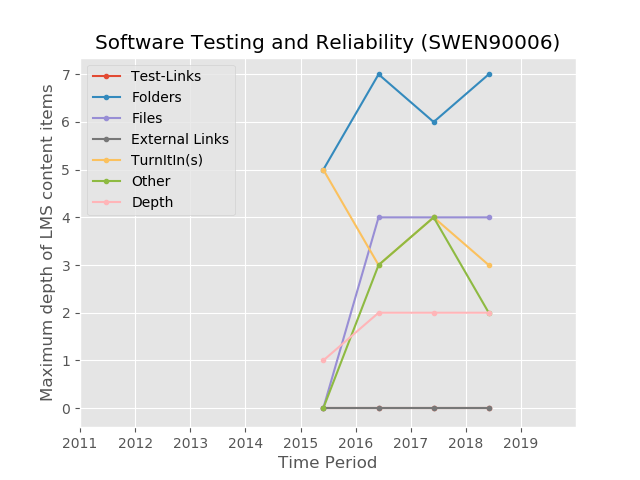 Software Testing and Reliability (SWEN90006)
Test-Links
Folders
Files
External Links
TurnItIn(s)
Other
Depth
Maximum depth of LMS content items
7
6
5
4
3
2
1
0
2011 2012 2013 2014 2015 2016 2017 2018 2019
Time Period